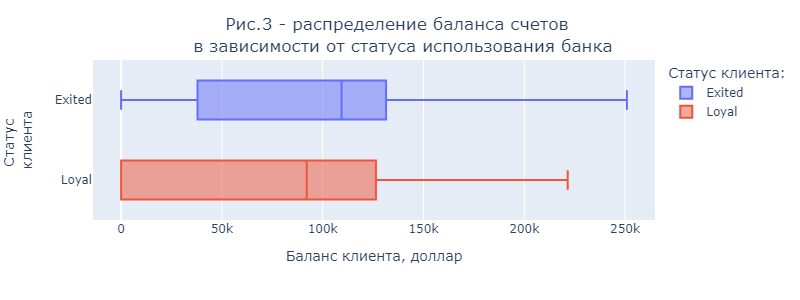 Рис.3 - распределение баланса счетов
в зависимости от статуса использования банка
Статус клиента:
Exited
Loyal
Статус
клиента
Exited
Loyal
0
50k
100k
150k
200k
250k
Баланс клиента, доллар